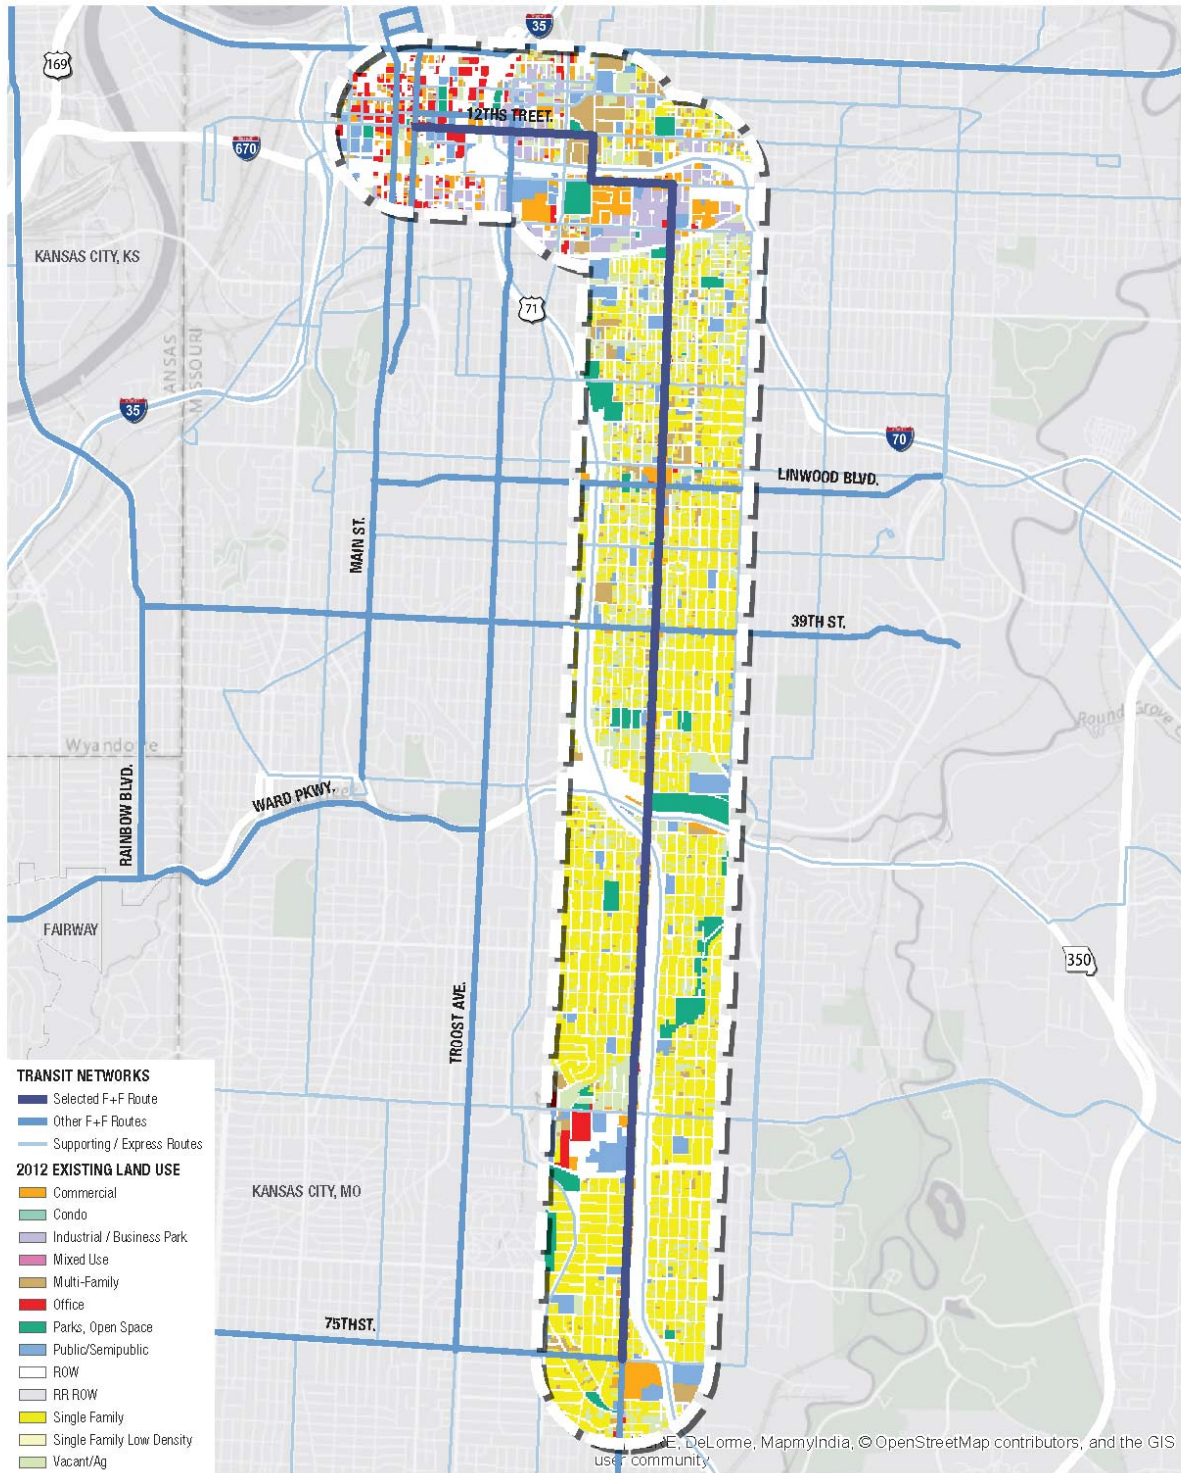 35
169
12THS TREET.
670
KANSAS CITY, KS
71
KANSAS
MISSOURI
35
70
LINWOOD BLVD.
MAIN ST.
39TH ST.
Round Grove
Wyandotte
RAINBOW BLVD.
WARD PKWY.
FAIRWAY
350
TROOST AVE.
TRANSIT NETWORKS
Selected F+F Route
Other F+F Routes
Supporting / Express Routes
2012 EXISTING LAND USE
Commercial
Condo
Industrial / Business Park
Mixed Use
Multi-Family
Office
Parks, Open Space
Public/Semipublic
ROW
RR ROW
Single Family
Single Family Low Density
Vacant/Ag
KANSAS CITY, MO
75TH ST.
DeLorme, MapmyIndia, © OpenStreetMap contributors, and the GIS
user community